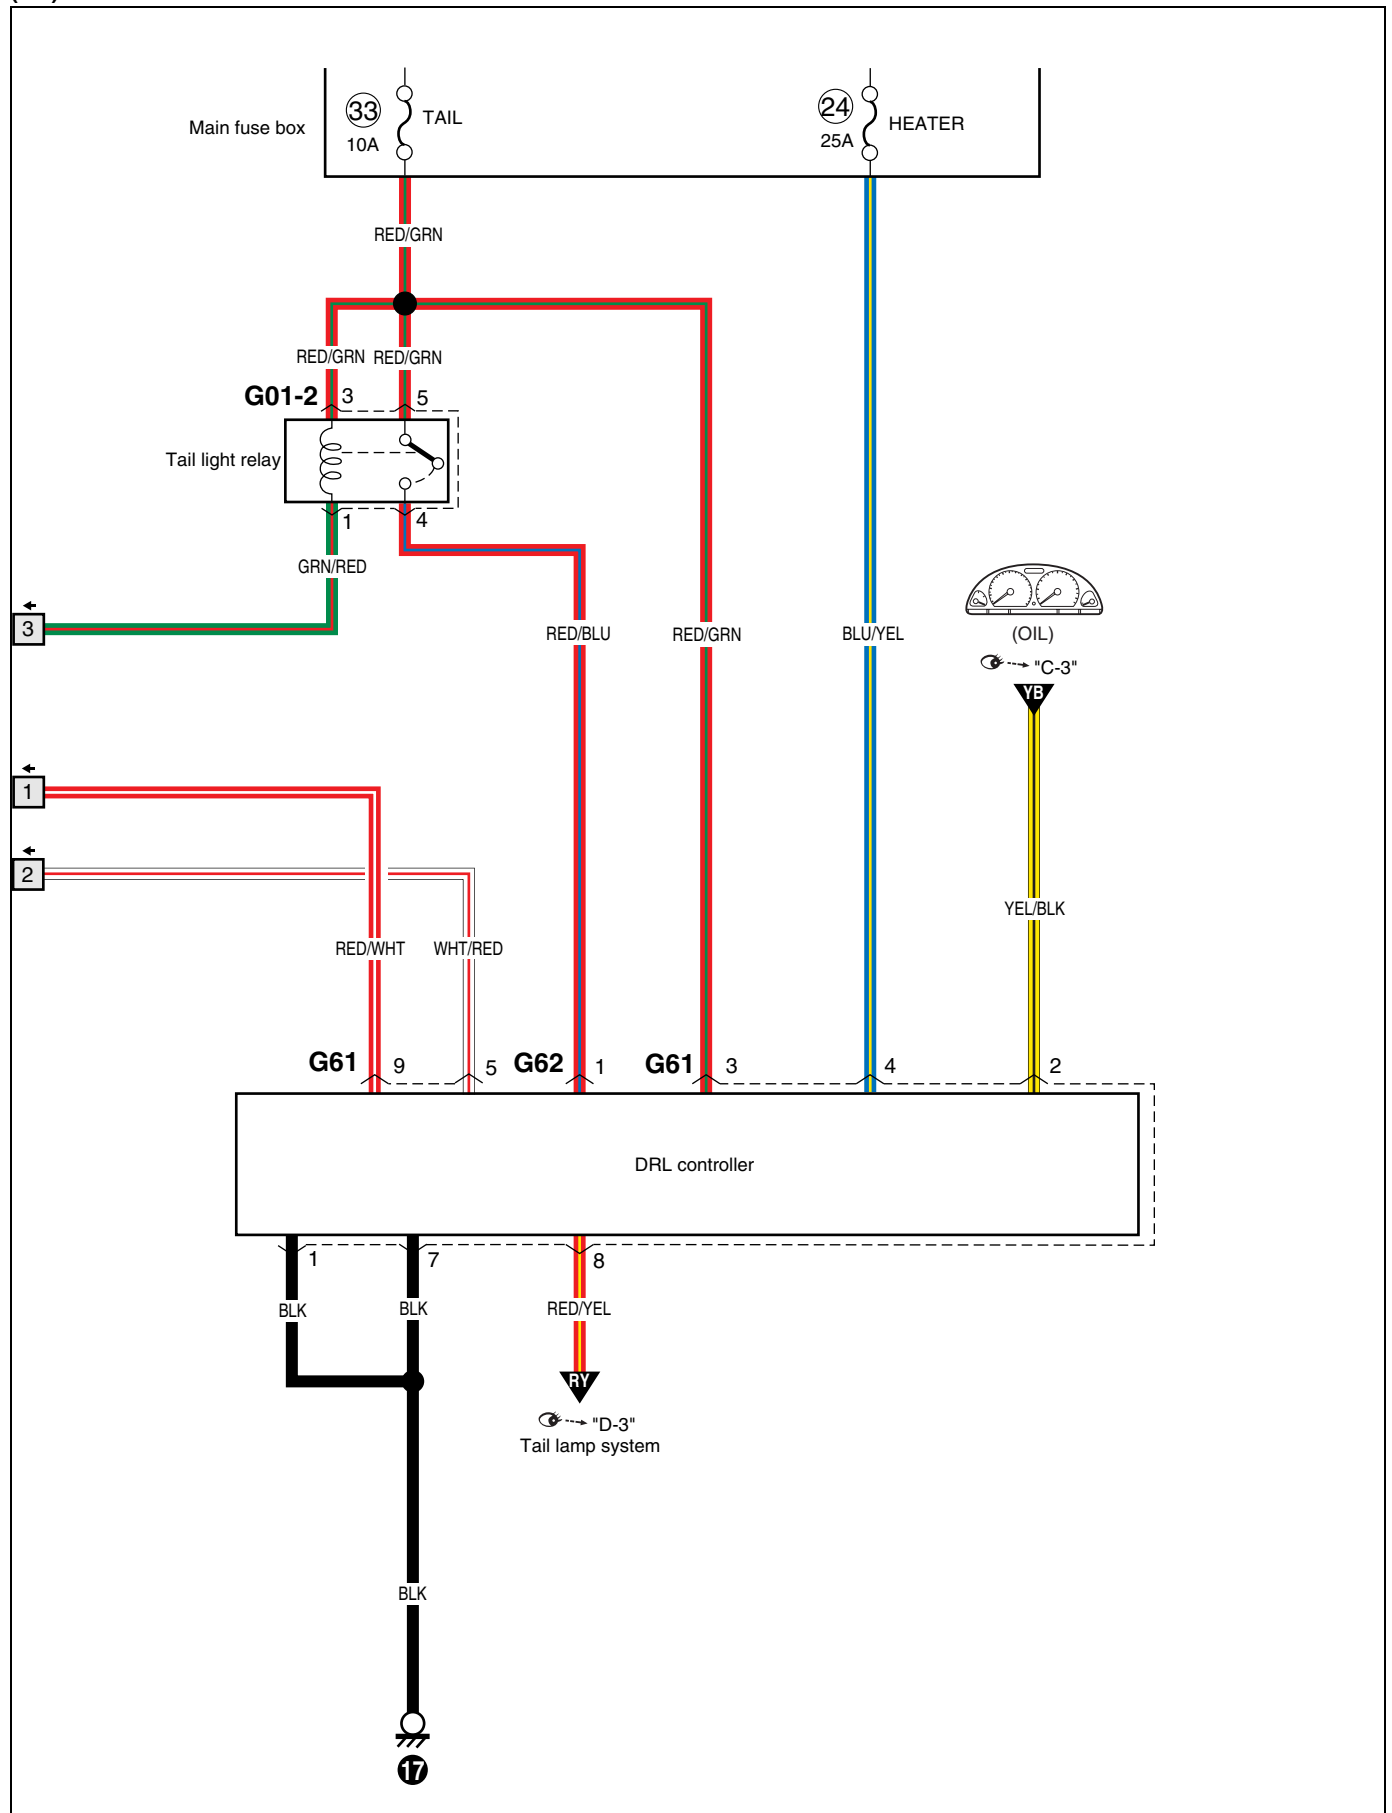 33
TAIL
10A
Main fuse box
24
HEATER
25A
RED/GRN
RED/GRN RED/GRN
G01-2 3 5
Tail light relay
1 4
GRN/RED
3
RED/BLU RED/GRN BLU/YEL
(OIL)
"C-3"
YB
1
2
YEL/BLK
RED/WHT WHT/RED
G61 9 5 G62 1 G61 3 4 2
DRL controller
1 7 8
BLK BLK RED/YEL
RY
"D-3"
Tail lamp system
BLK
17